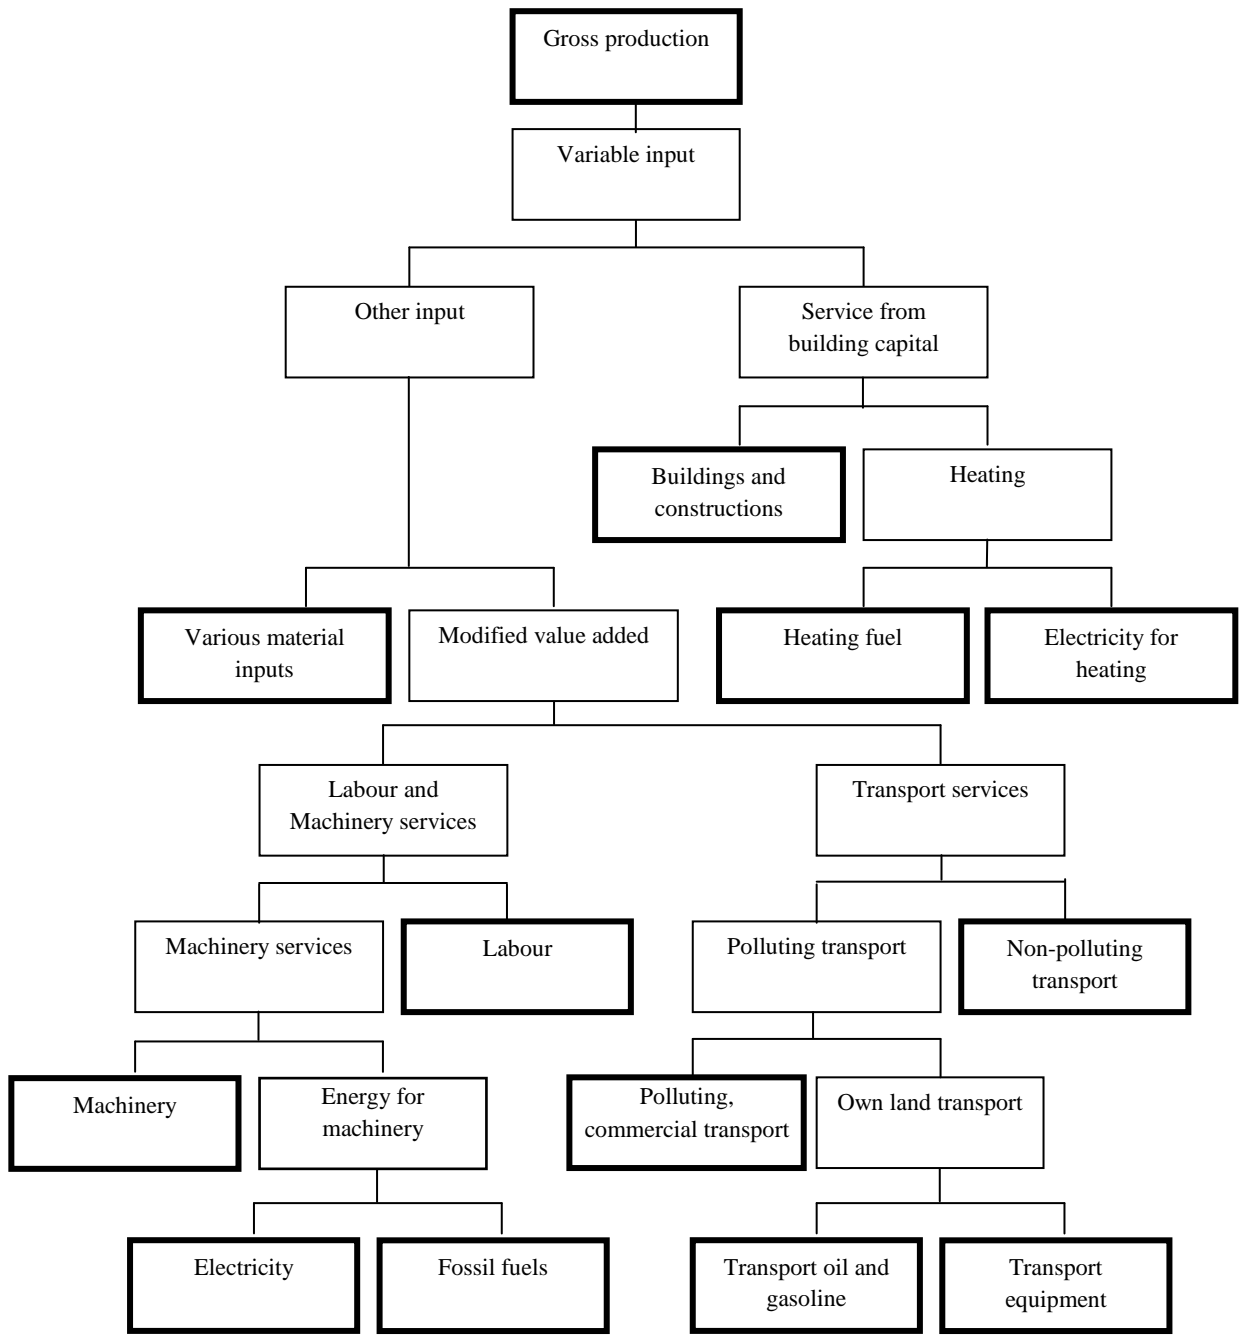 Gross production
Variable input
Other input
Service from
building capital
Buildings and
constructions
Heating
Various material
inputs
Modified value added
Heating fuel
Electricity for
heating
Labour and
Machinery services
Transport services
Machinery services
Labour
Polluting transport
Non-polluting
transport
Machinery
Energy for
machinery
Polluting,
commercial transport
Own land transport
Electricity
Fossil fuels
Transport oil and
gasoline
Transport
equipment